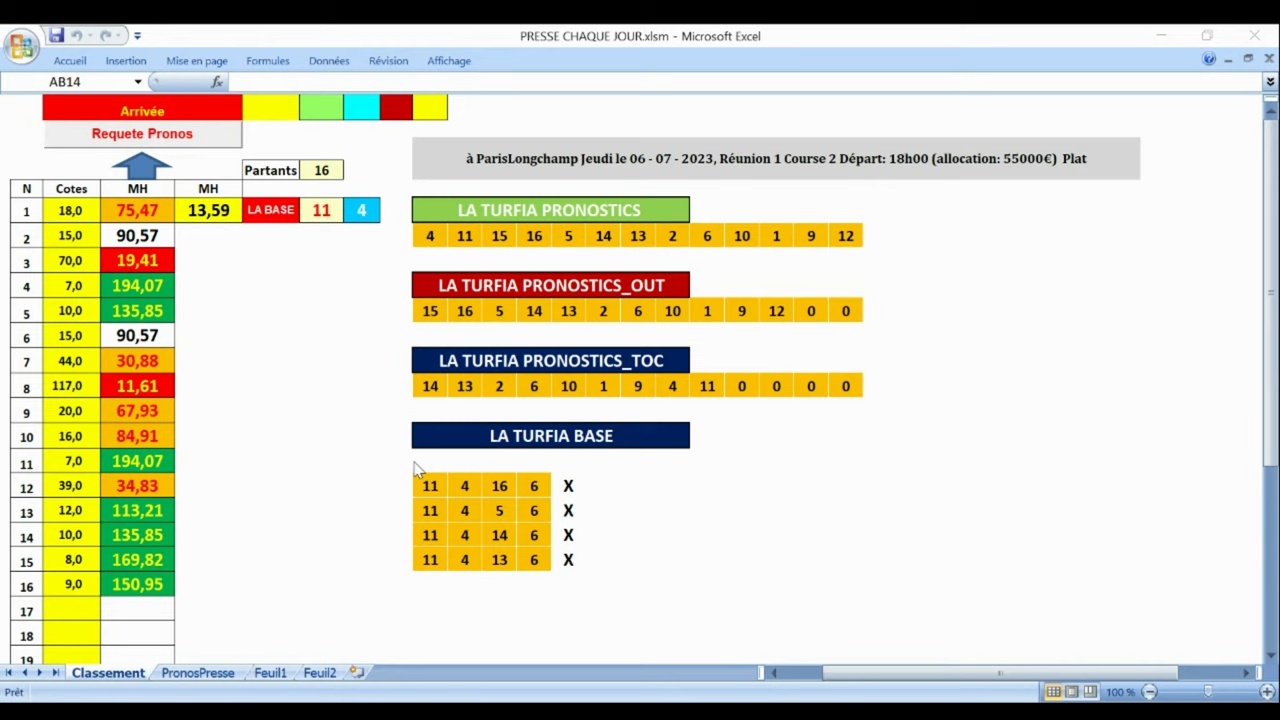 PRESSE CHAQUE JOUR.xlsm - Microsoft Excel
Accueil Insertion Mise en page Formules Données Révision Affichage
AB14 fx
Arrivée
Requete Pronos
à ParisLongchamp Jeudi le 06 - 07 - 2023, Réunion 1 Course 2 Départ: 18h00 (allocation: 55000€) Plat
Partants 16
N Cotes MH MH
1 18,0 75,47 13,59 LA BASE 11 4 LA TURFIA PRONOSTICS
2 15,0 90,57 4 11 15 16 5 14 13 2 6 10 1 9 12
3 70,0 19,41
4 7,0 194,07 LA TURFIA PRONOSTICS_OUT
5 10,0 135,85 15 16 5 14 13 2 6 10 1 9 12 0 0
6 15,0 90,57
7 44,0 30,88 LA TURFIA PRONOSTICS_TOC
8 117,0 11,61 14 13 2 6 10 1 9 4 11 0 0 0 0
9 20,0 67,93
10 16,0 84,91 LA TURFIA BASE
11 7,0 194,07
12 39,0 34,83 11 4 16 6 X
13 12,0 113,21 11 4 5 6 X
14 10,0 135,85 11 4 14 6 X
15 8,0 169,82 11 4 13 6 X
16 9,0 150,95
17
18
19
Classement PronosPresse Feuil1 Feuil2
Prêt 100 %